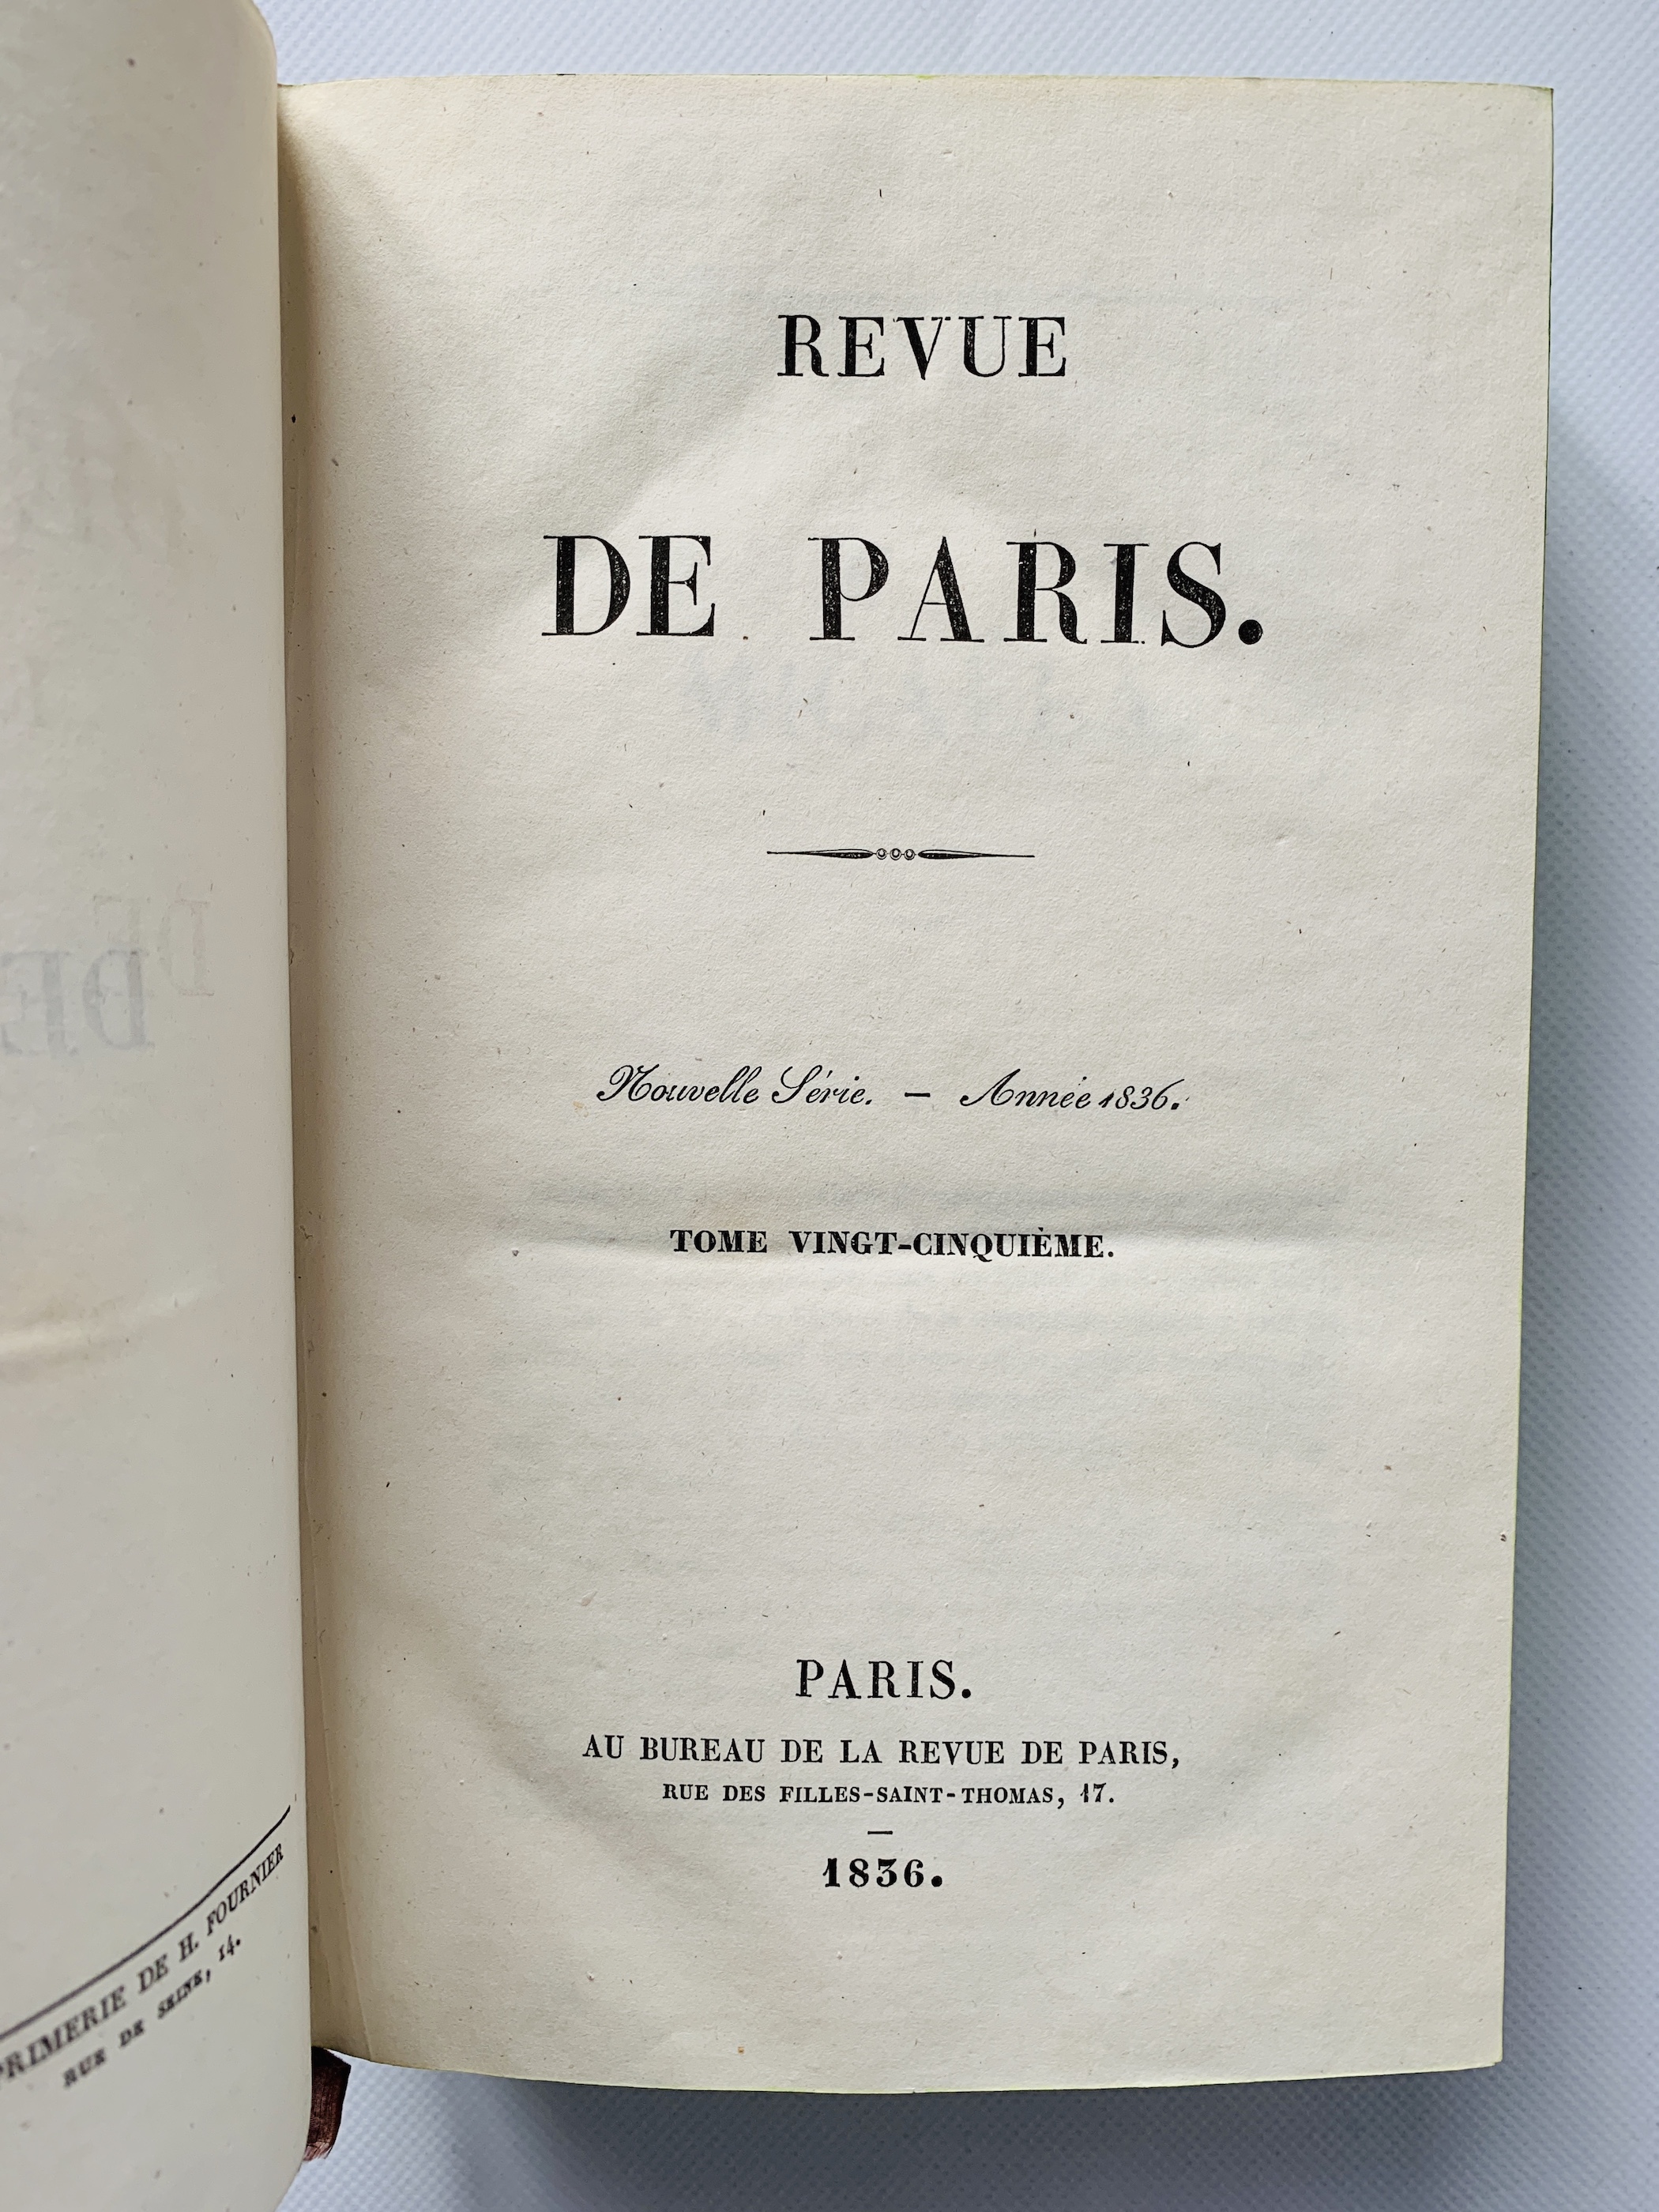 PRIMERIE DE H. FOURNIER
RUE DE SEINE, 14.
REVUE
DE PARIS.
Nouvelle Série. — Année 1836.
TOME VINGT-CINQUIÈME.
PARIS.
AU BUREAU DE LA REVUE DE PARIS,
RUE DES FILLES-SAINT-THOMAS, 17.
1836.